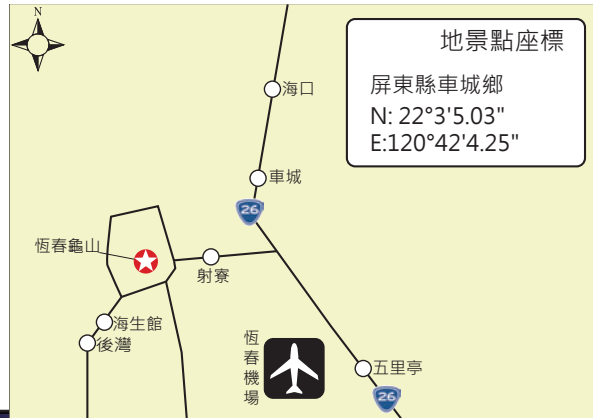 N
地景點座標
屏東縣車城鄉
N: 22°3'5.03"
E:120°42'4.25"
海口
車城
26
恆春龜山
射寮
海生館
後灣
恆春機場
五里亭
26